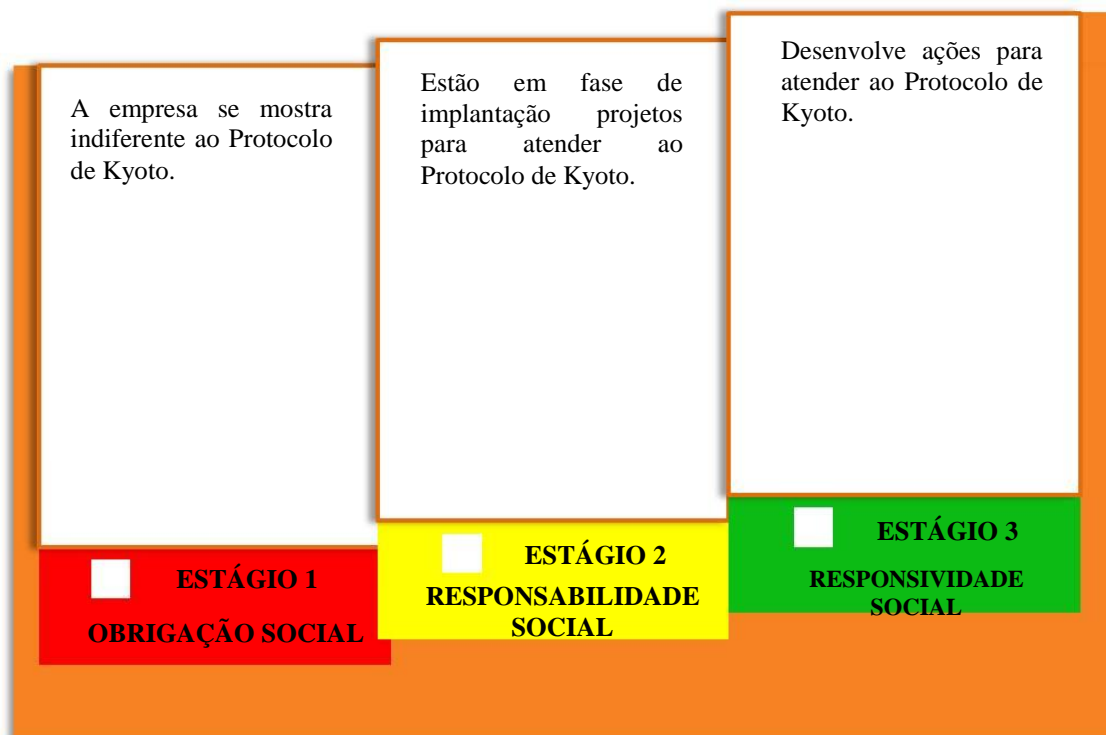 A empresa se mostra
indiferente ao Protocolo
de Kyoto.
ESTÁGIO 1
OBRIGAÇÃO SOCIAL
Estão em fase de
implantação projetos
para atender ao
Protocolo de Kyoto.
ESTÁGIO 2
RESPONSABILIDADE
SOCIAL
Desenvolve ações para
atender ao Protocolo de
Kyoto.
ESTÁGIO 3
RESPONSIVIDADE
SOCIAL